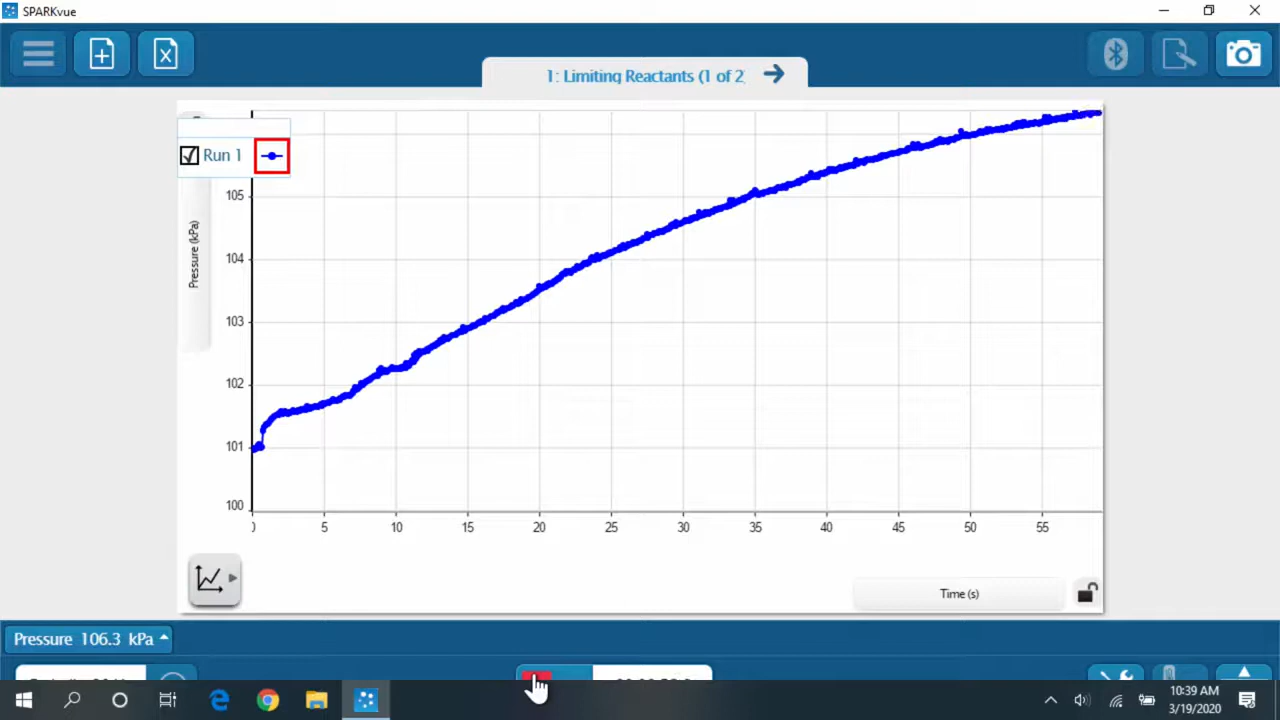 SPARKvue
1: Limiting Reactants (1 of 2)
Run 1
105
104
103
102
101
100
Pressure (kPa)
0 5 10 15 20 25 30 35 40 45 50 55
Time (s)
Pressure 106.3 kPa
10:39 AM
3/19/2020